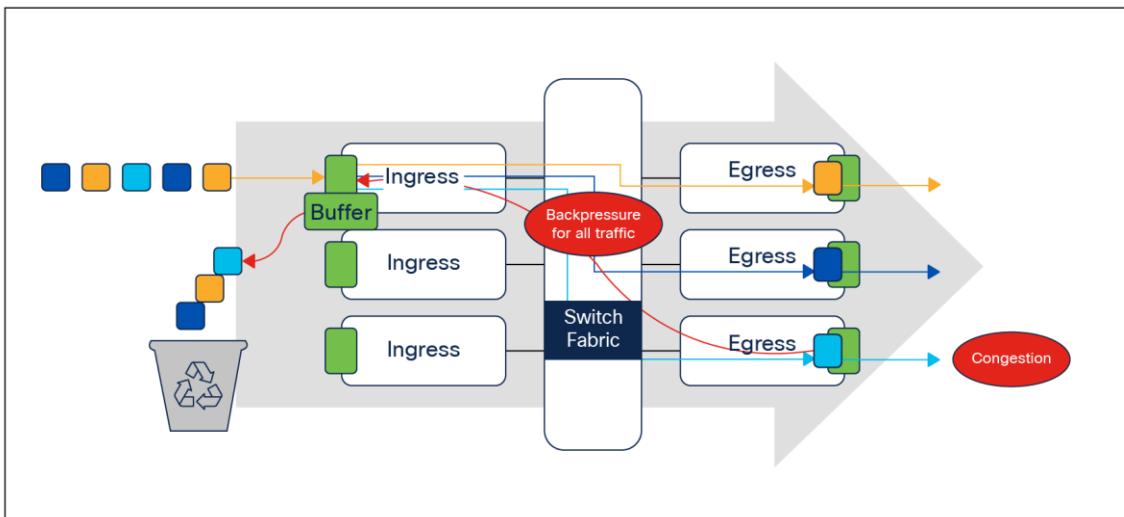 Ingress
Egress
Buffer
Backpressure
for all traffic
Ingress
Egress
Switch
Fabric
Ingress
Egress
Congestion